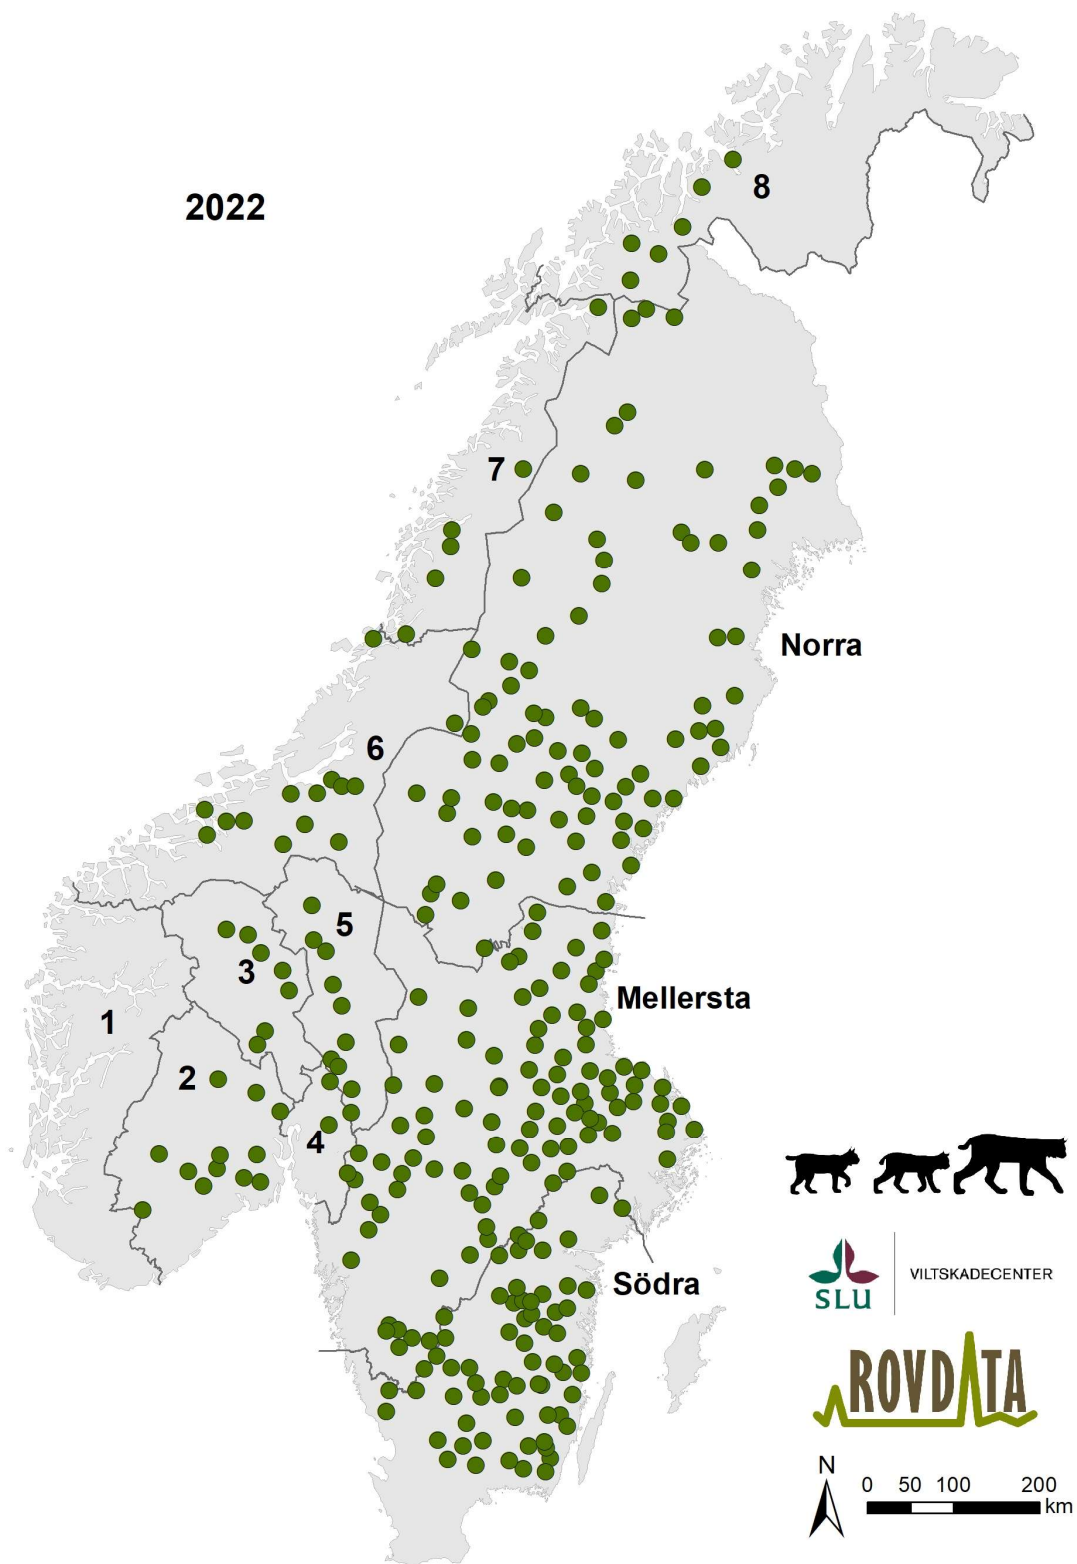 8
2022
7
Norra
6
5
3
Mellersta
1
2
4
SLU
VILTSKADECENTER
Södra
ROVDATA
N
0 50 100 200
km